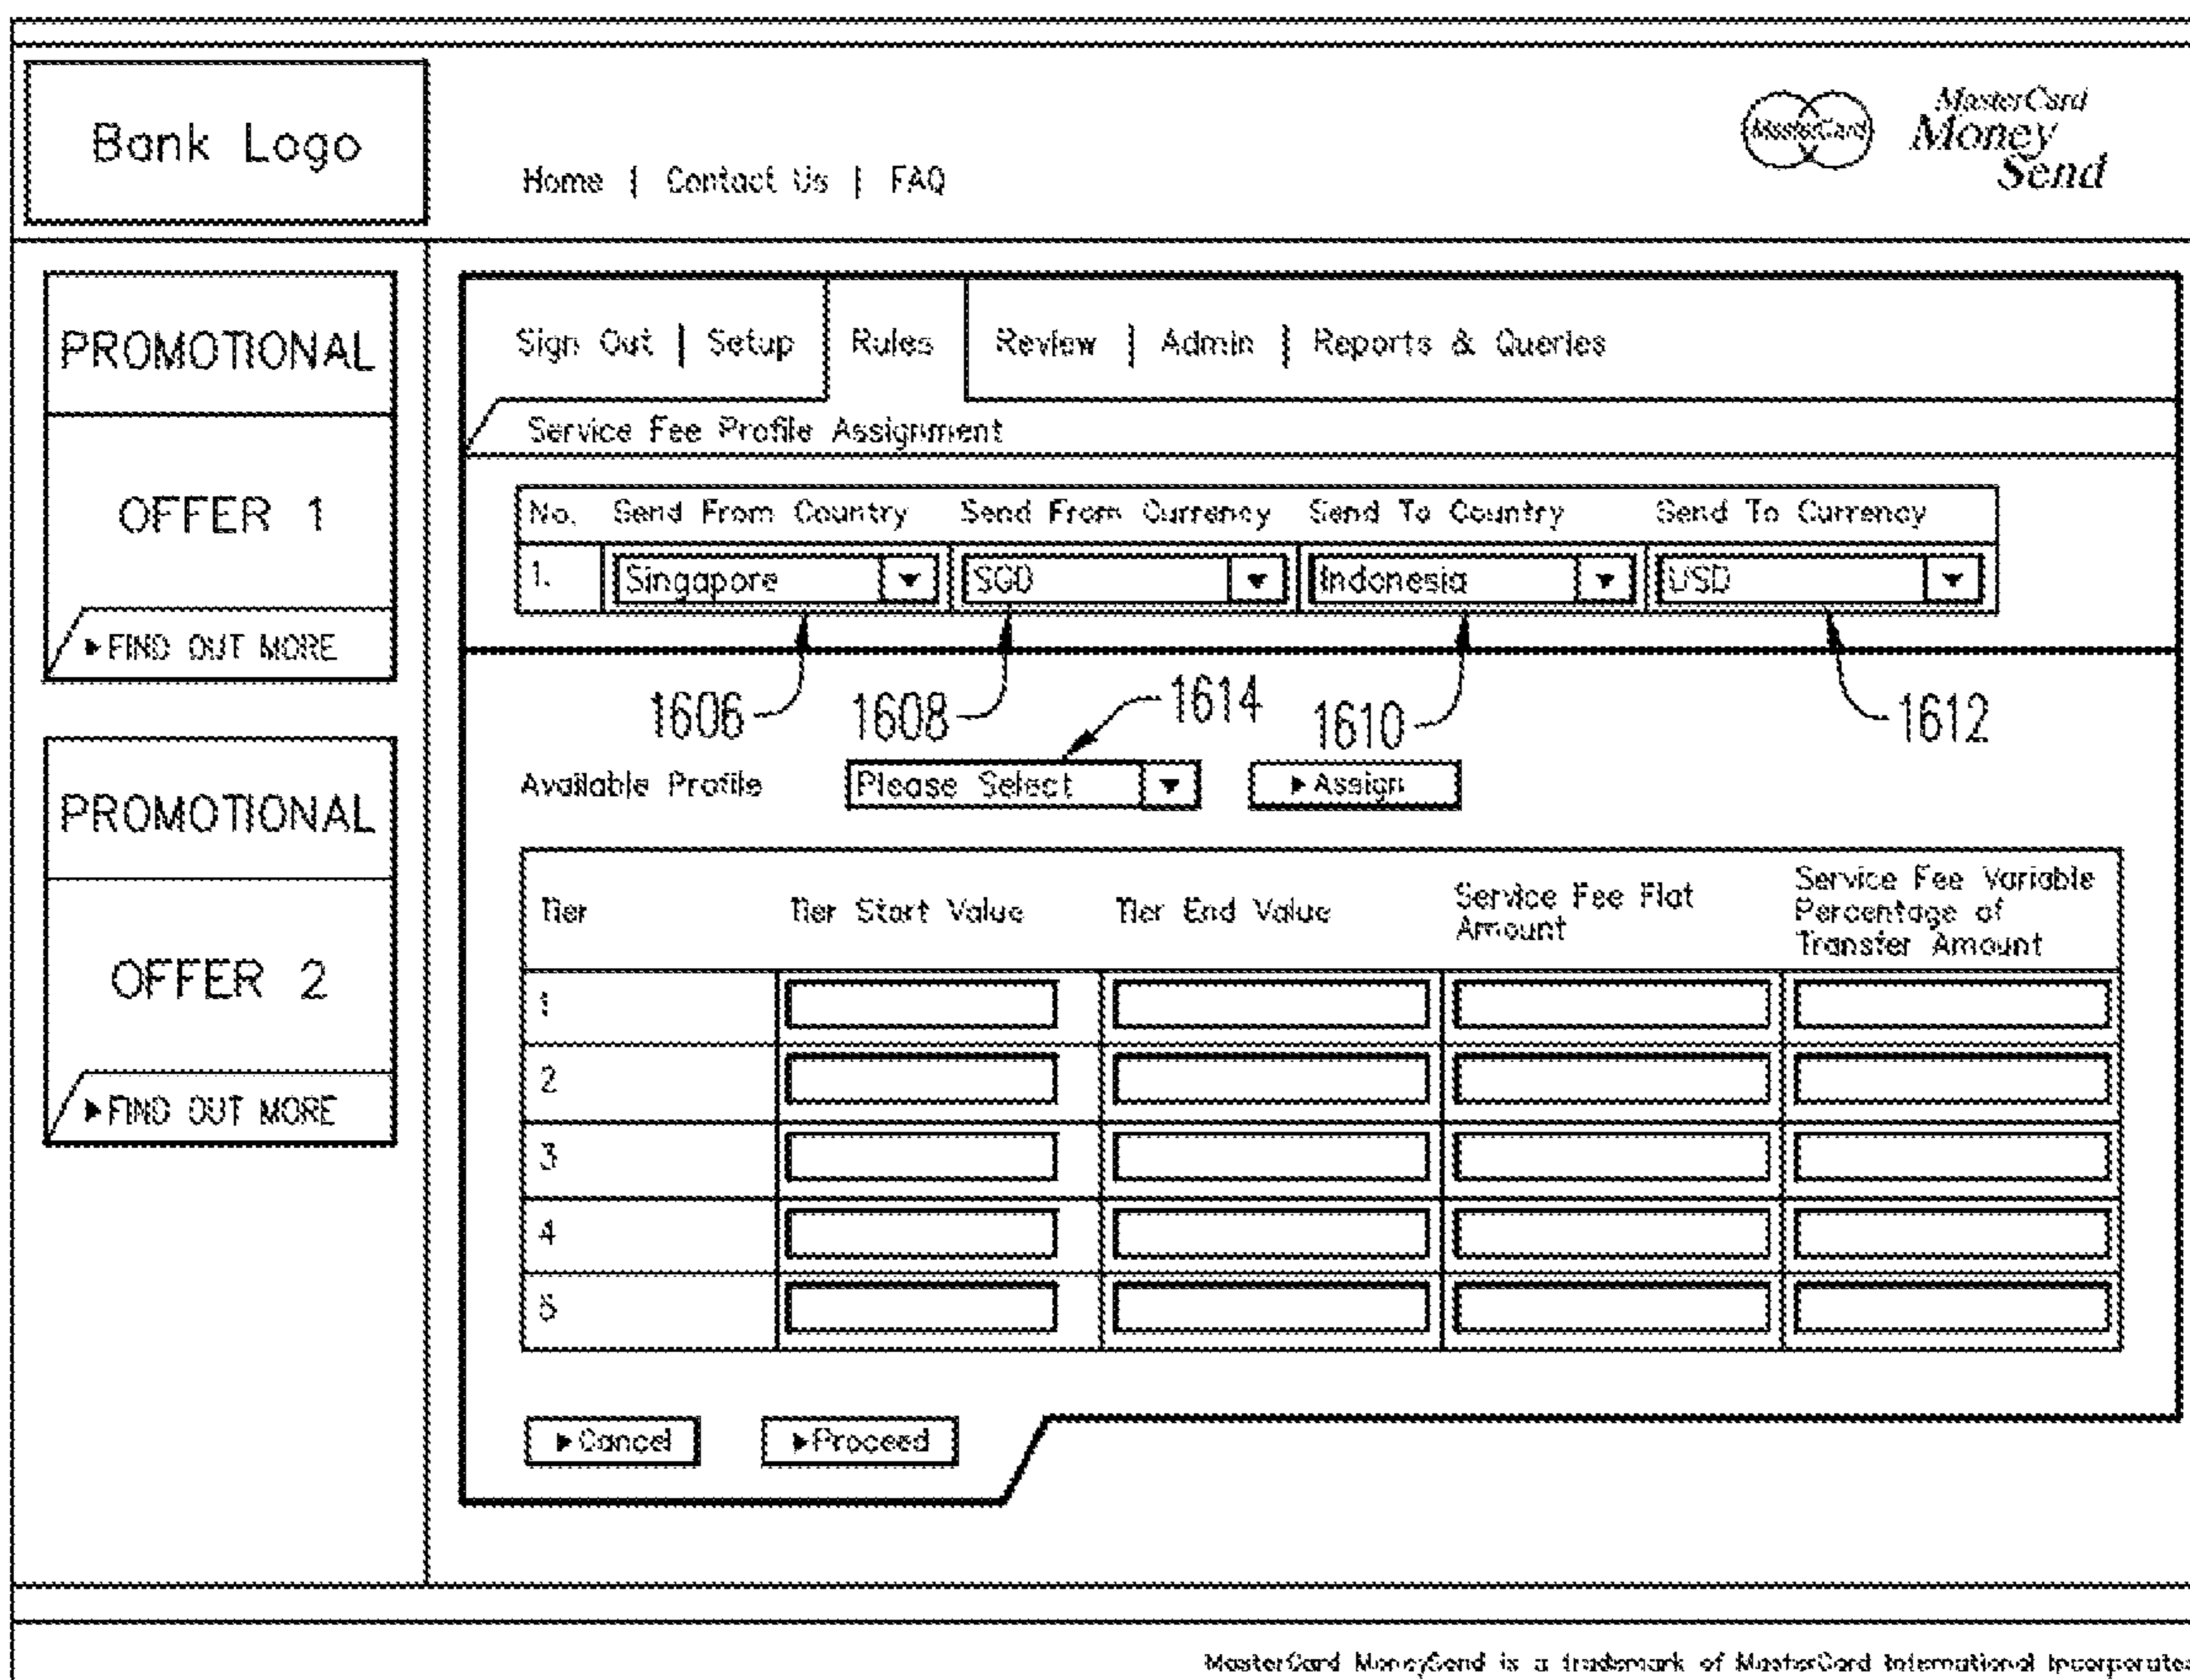 Bank Logo
Home | Contact Us | FAQ
MasterCard
MasterCard
Money
Send
PROMOTIONAL
OFFER 1
▸FIND OUT MORE
PROMOTIONAL
OFFER 2
▸FIND OUT MORE
Sign Out | Setup | Rules | Review | Admin | Reports & Queries
Service Fee Profile Assignment
No. Send From Country Send From Currency Send To Country Send To Currency
1. Singapore SGD Indonesia USD
1606 1608 1614 1610 1612
Available Profile Please Select ▸Assign
Tier Tier Start Value Tier End Value Service Fee Flat Amount Service Fee Variable Percentage of Transfer Amount
1
2
3
4
5
▸Cancel ▸Proceed
MasterCard MoneySend is a trademark of MasterCard International Incorporated